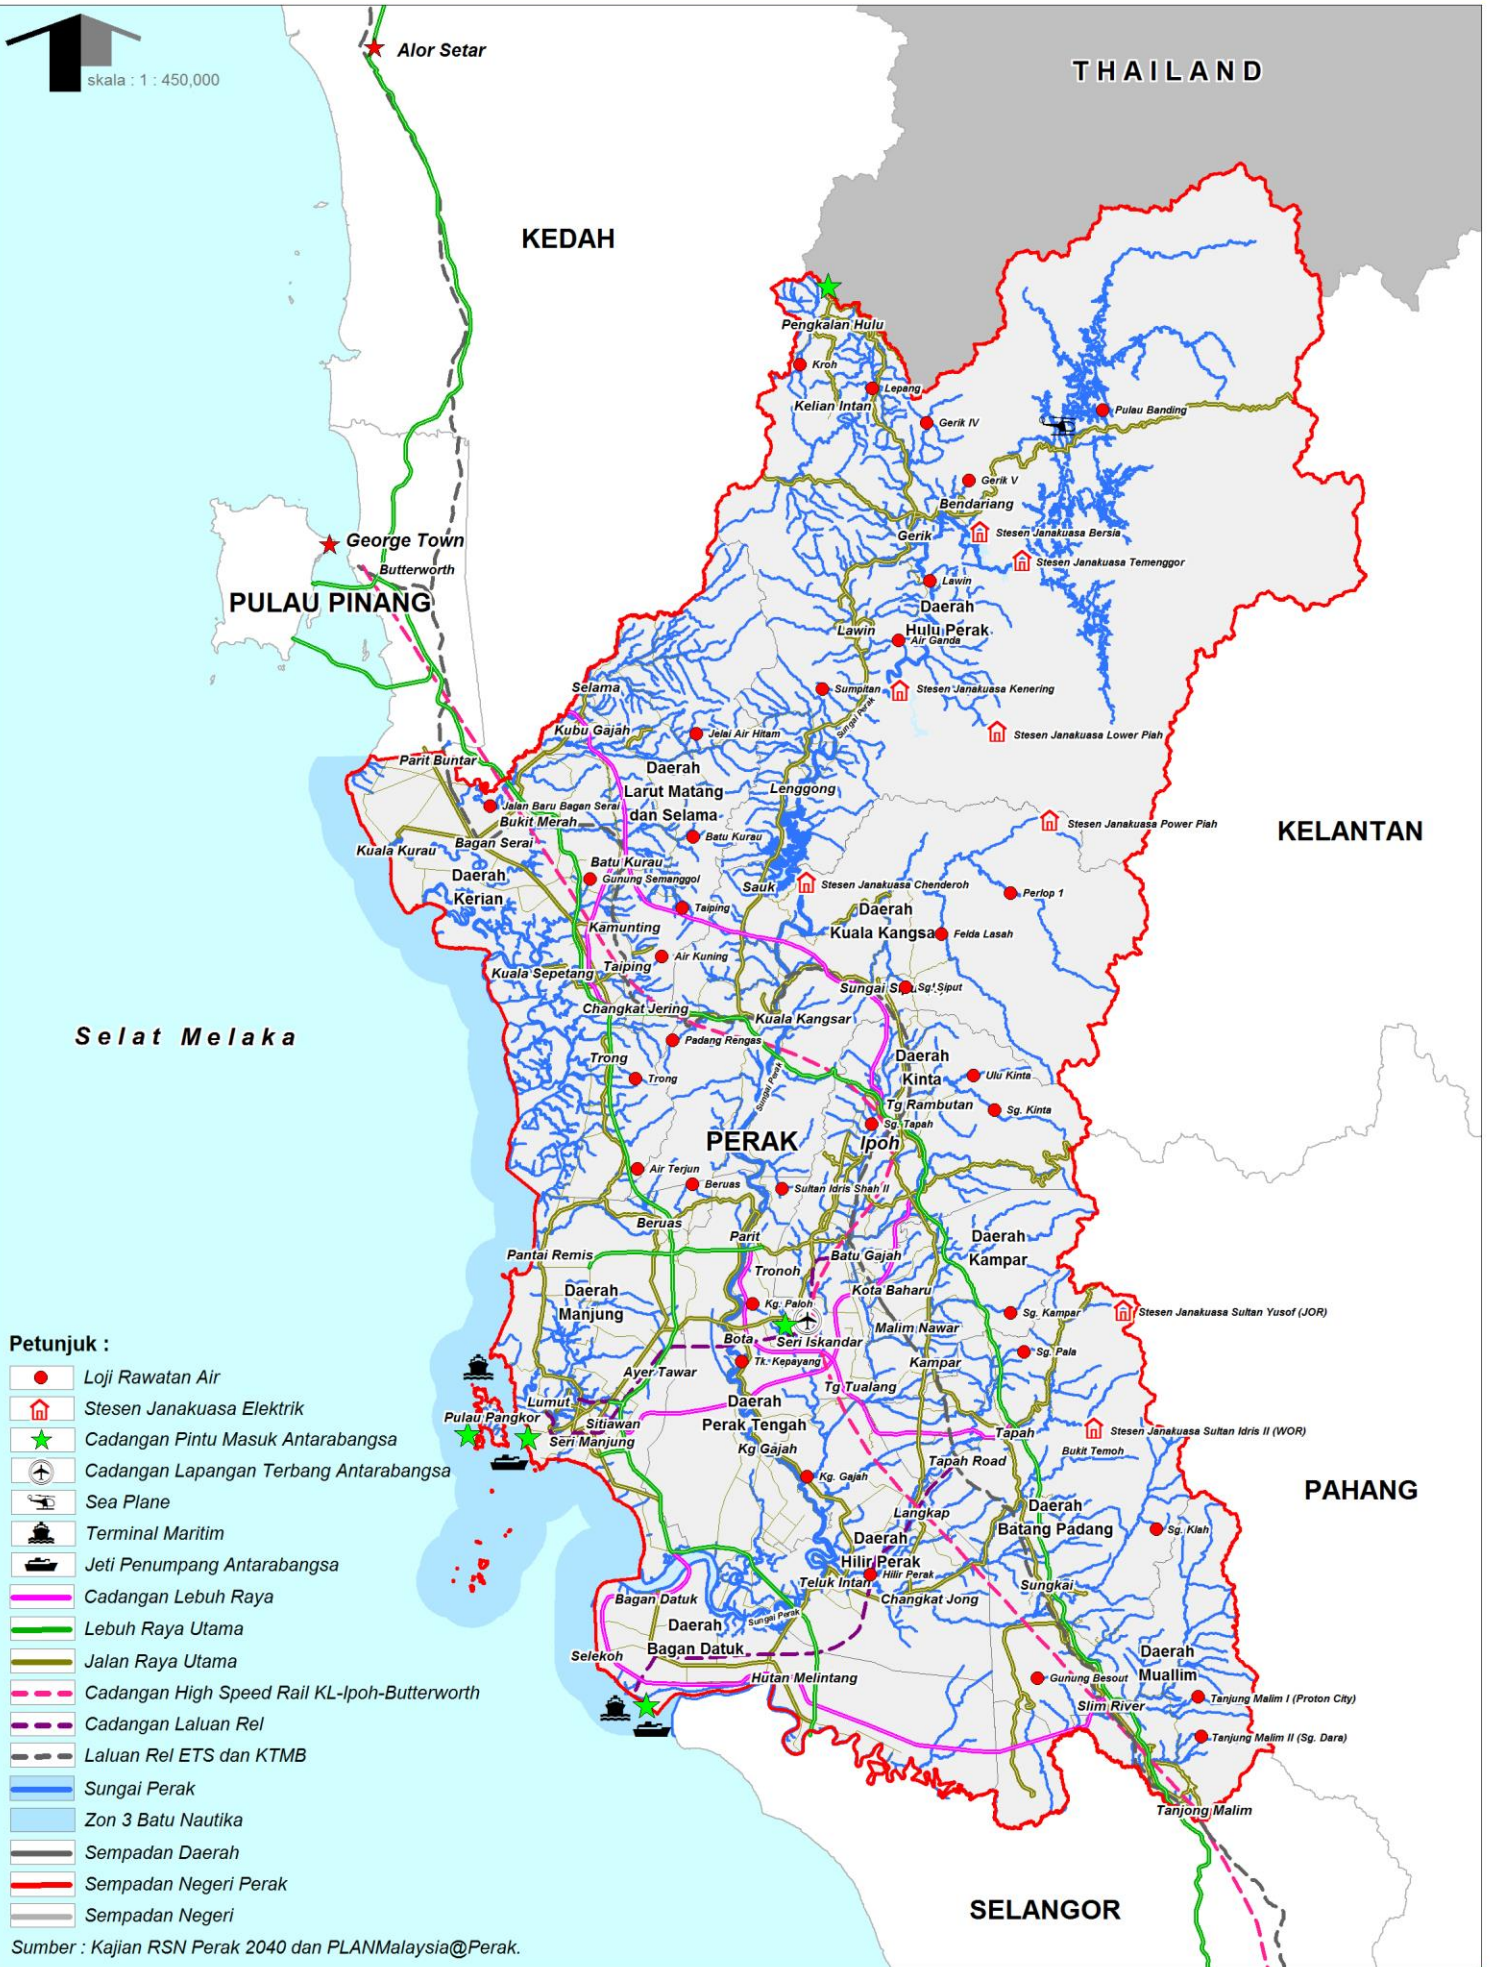 skala : 1 : 450,000
Alor Setar
THAILAND
KEDAH
Pengkalan Hulu
Kroh
Lepang
Kelian Intan
Pulau Banding
Gerik IV
Gerik V
Bendariang
Stesen Janakuasa Bersia
Gerik
George Town
Stesen Janakuasa Temenggor
Butterworth
Lawin
PULAU PINANG
Daerah
Hulu Perak
Lawin
Air Ganda
Selama
Sumpitan
Stesen Janakuasa Kenering
Sungai Perak
Kubu Gajah
Jelai Air Hitam
Stesen Janakuasa Lower Piah
Parit Buntar
Daerah
Larut Matang
dan Selama
Lenggong
Jalan Baru Bagan Serai
Bukit Merah
Stesen Janakuasa Power Piah
KELANTAN
Batu Kurau
Bagan Serai
Kuala Kurau
Batu Kurau
Daerah
Kerian
Gunung Semanggol
Sauk
Stesen Janakuasa Chenderoh
Perlop 1
Taiping
Daerah
Kuala Kangsa
Felda Lasah
Kamunting
Air Kuning
Taiping
Kuala Sepetang
Sungai Si
Sg. Siput
Changkat Jering
Kuala Kangsar
Selat Melaka
Padang Rengas
Trong
Daerah
Kinta
Ulu Kinta
Trong
Sungai Perak
Tg Rambutan
Sg. Kinta
Sg. Tapah
PERAK
Ipoh
Air Terjun
Beruas
Sultan Idris Shah II
Beruas
Parit
Daerah
Kampar
Pantai Remis
Batu Gajah
Tronoh
Daerah
Manjung
Kota Baharu
Kg. Paloh
Sg. Kampar
Stesen Janakuasa Sultan Yusof (JOR)
Malim Nawar
Bota
Seri Iskandar
Sg. Pala
Tk. Kepayang
Kampar
Ayer Tawar
Tg Tualang
Lumut
Daerah
Perak Tengah
Pulau Pangkor
Sitiawan
Seri Manjung
Tapah
Stesen Janakuasa Sultan Idris II (WOR)
Kg Gajah
Bukit Temoh
Tapah Road
Kg. Gajah
PAHANG
Langkap
Daerah
Batang Padang
Sg. Klah
Daerah
Hilir Perak
Hilir Perak
Teluk Intan
Sungkai
Bagan Datuk
Changkat Jong
Sungai Perak
Daerah
Bagan Datuk
Selekoh
Daerah
Muallim
Hutan Melintang
Gunung Besout
Tanjung Malim I (Proton City)
Slim River
Tanjung Malim II (Sg. Dara)
Tanjong Malim
SELANGOR
Petunjuk :
Loji Rawatan Air
Stesen Janakuasa Elektrik
Cadangan Pintu Masuk Antarabangsa
Cadangan Lapangan Terbang Antarabangsa
Sea Plane
Terminal Maritim
Jeti Penumpang Antarabangsa
Cadangan Lebuh Raya
Lebuh Raya Utama
Jalan Raya Utama
Cadangan High Speed Rail KL-Ipoh-Butterworth
Cadangan Laluan Rel
Laluan Rel ETS dan KTMB
Sungai Perak
Zon 3 Batu Nautika
Sempadan Daerah
Sempadan Negeri Perak
Sempadan Negeri
Sumber : Kajian RSN Perak 2040 dan PLANMalaysia@Perak.